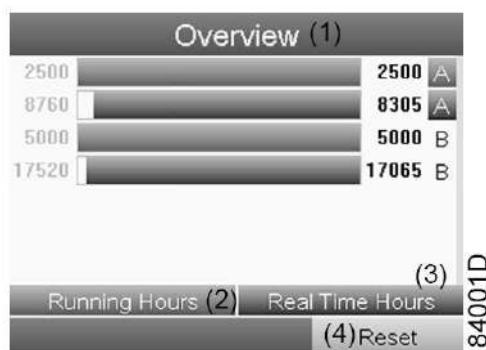 Overview (1)
2500 2500 A
8760 8305 A
5000 5000 B
17520 17065 B
(3)
Running Hours (2) Real Time Hours
(4) Reset
84001D